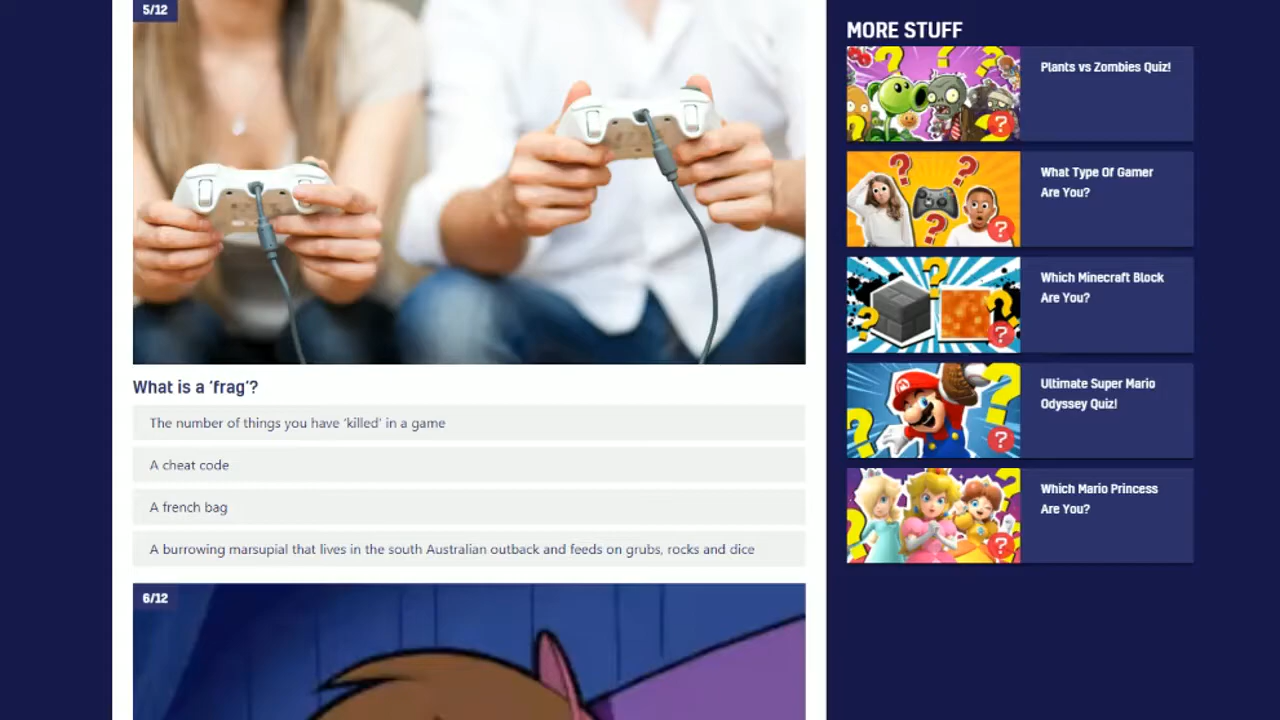 5/12
What is a ‘frag’?
The number of things you have ‘killed’ in a game
A cheat code
A french bag
A burrowing marsupial that lives in the south Australian outback and feeds on grubs, rocks and dice
6/12
MORE STUFF
Plants vs Zombies Quiz!
What Type Of Gamer
Are You?
Which Minecraft Block
Are You?
Ultimate Super Mario
Odyssey Quiz!
Which Mario Princess
Are You?